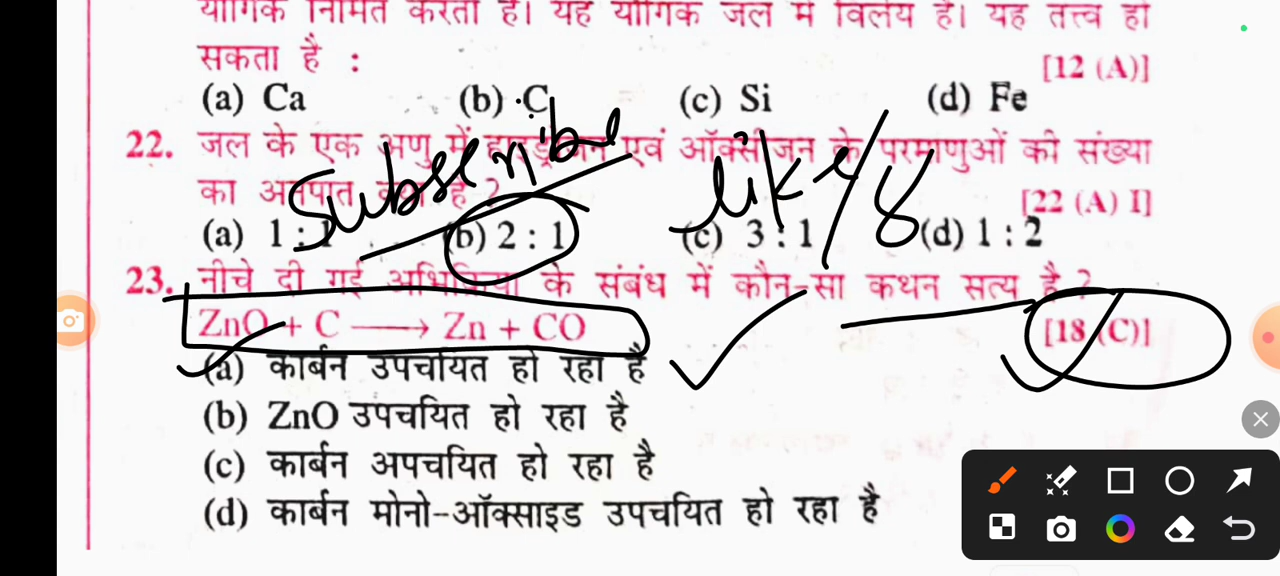 यौगिक निर्मित करता है। यह यौगिक जल में विलेय है। यह तत्त्व हो
सकता है : [12 (A)]
(a) Ca (b) C (c) Si (d) Fe
22. जल के एक अणु में हाइड्रोजन एवं ऑक्सीजन के परमाणुओं की संख्या
का अनुपात क्या है ? [22 (A) I]
Subscribe like/8
(a) 1 : 1 (b) 2 : 1 (c) 3 : 1 (d) 1 : 2
23. नीचे दी गई अभिक्रिया के संबंध में कौन-सा कथन सत्य है ?
ZnO + C ⟶ Zn + CO [18 (C)]
(a) कार्बन उपचयित हो रहा है
(b) ZnO उपचयित हो रहा है
(c) कार्बन अपचयित हो रहा है
(d) कार्बन मोनो-ऑक्साइड उपचयित हो रहा है